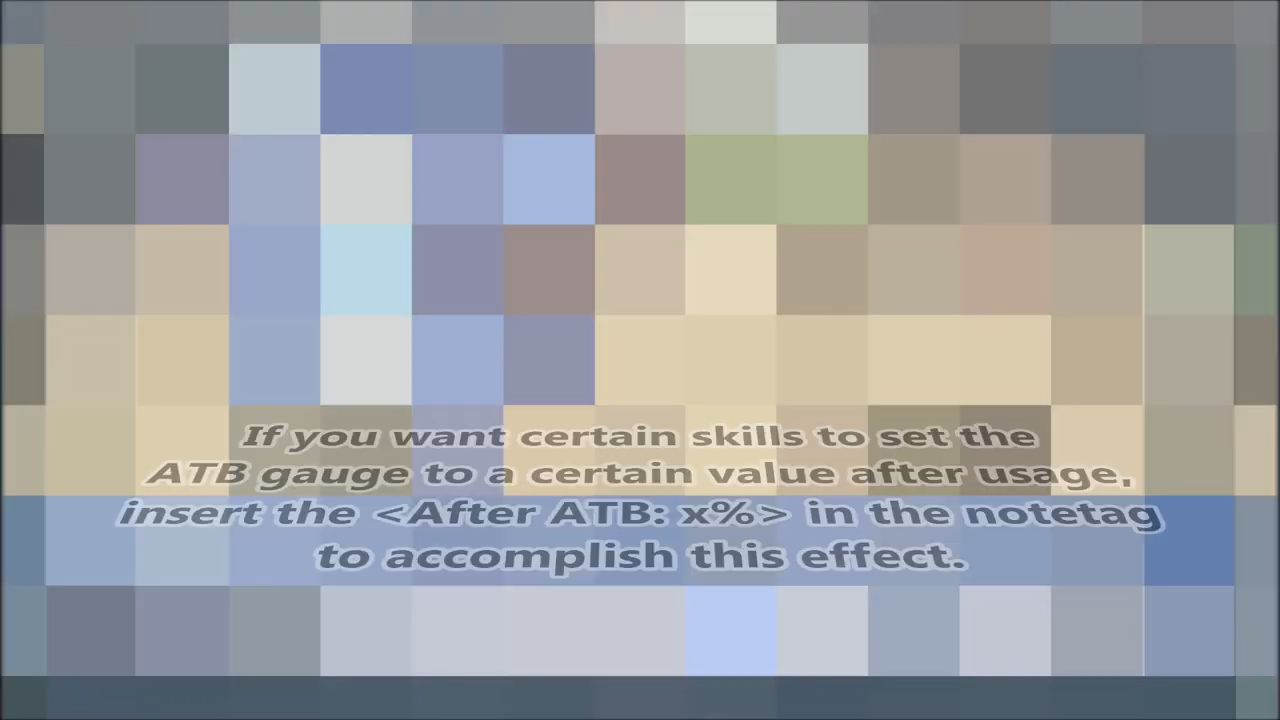 If you want certain skills to set the
ATB gauge to a certain value after usage,
insert the <After ATB: x%> in the notetag
to accomplish this effect.